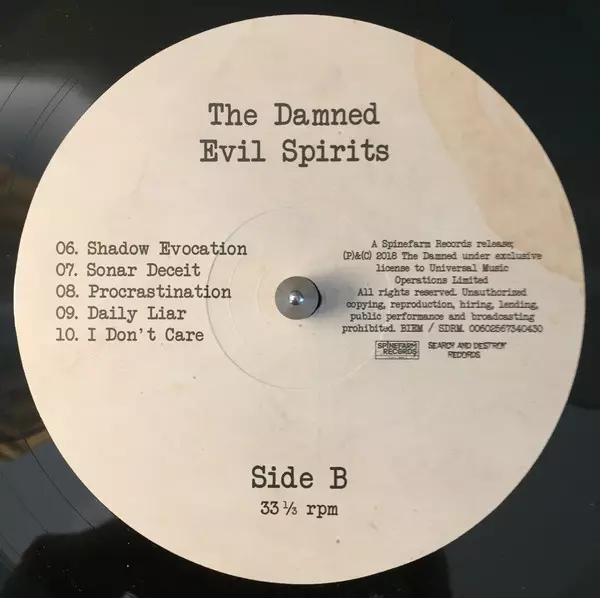 The Damned
Evil Spirits
06. Shadow Evocation
07. Sonar Deceit
08. Procrastination
09. Daily Liar
10. I Don't Care
A Spinefarm Records release;
(P)&(C) 2018 The Damned under exclusive
license to Universal Music
Operations Limited
All rights reserved. Unauthorized
copying, reproduction, hiring, lending,
public performance and broadcasting
prohibited. BIEM / SDRM. 00602567340430
SPINEFARM
RECORDS
SEARCH AND DESTROY
RECORDS
Side B
33 ⅓ rpm